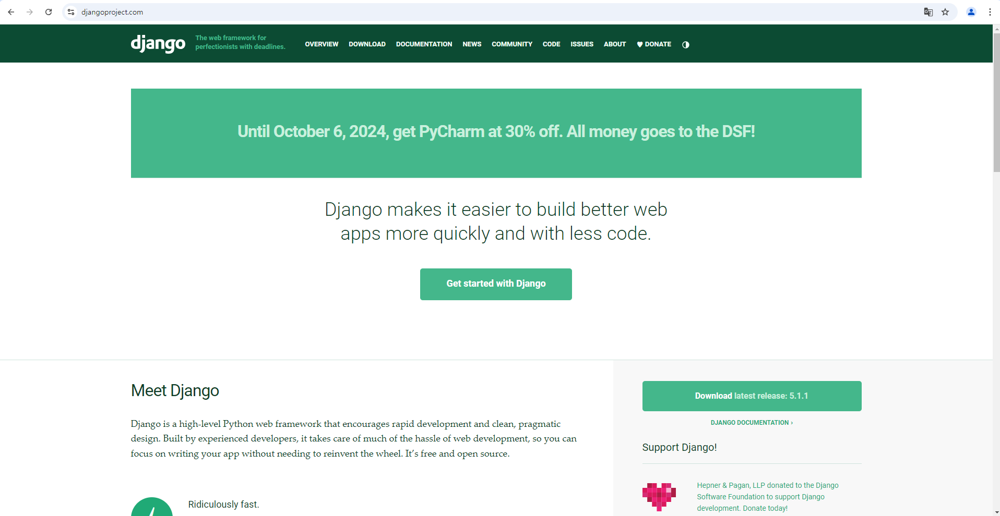 djangoproject.com
django
The web framework for
perfectionists with deadlines.
OVERVIEW DOWNLOAD DOCUMENTATION NEWS COMMUNITY CODE ISSUES ABOUT ♥ DONATE
Until October 6, 2024, get PyCharm at 30% off. All money goes to the DSF!
Django makes it easier to build better web
apps more quickly and with less code.
Get started with Django
Meet Django
Django is a high-level Python web framework that encourages rapid development and clean, pragmatic
design. Built by experienced developers, it takes care of much of the hassle of web development, so you can
focus on writing your app without needing to reinvent the wheel. It’s free and open source.
Ridiculously fast.
Download latest release: 5.1.1
DJANGO DOCUMENTATION ›
Support Django!
Hepner & Pagan, LLP donated to the Django
Software Foundation to support Django
development. Donate today!